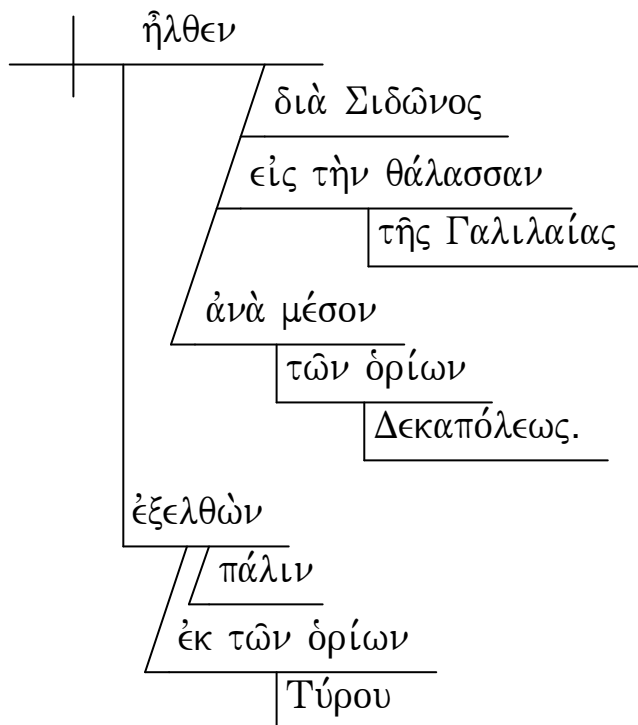 ἦλθεν
διὰ Σιδῶνος
εἰς τὴν θάλασσαν
τῆς Γαλιλαίας
ἀνὰ μέσον
τῶν ὁρίων
Δεκαπόλεως.
ἐξελθὼν
πάλιν
ἐκ τῶν ὁρίων
Τύρου